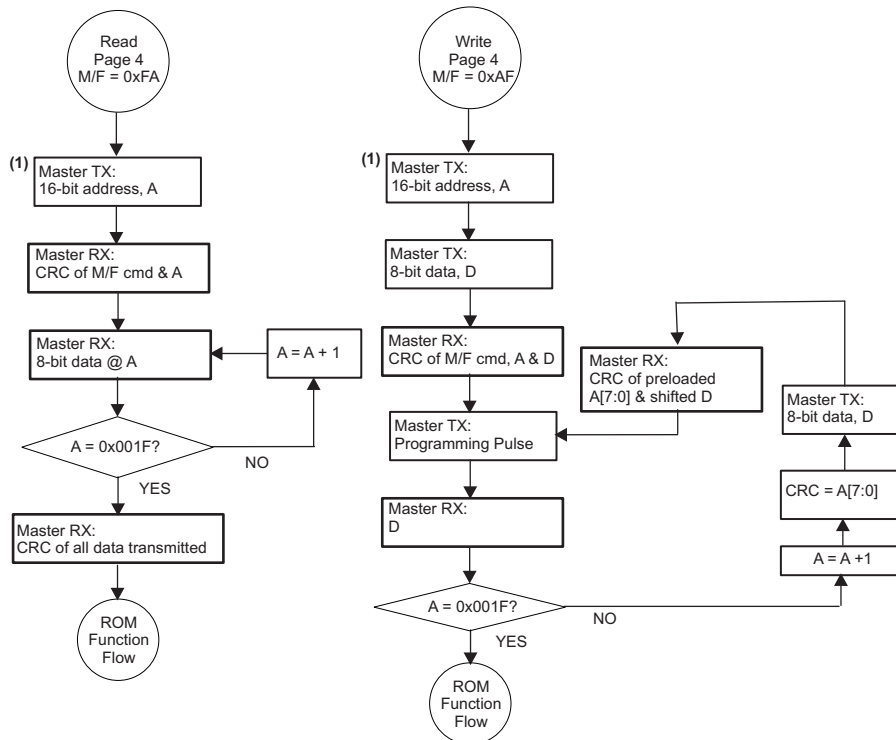 Read
Page 4
M/F = 0xFA
(1)
Master TX:
16-bit address, A
Master RX:
CRC of M/F cmd & A
Master RX:
8-bit data @ A
A = A + 1
A = 0x001F?
NO
YES
Master RX:
CRC of all data transmitted
ROM
Function
Flow
Write
Page 4
M/F = 0xAF
(1)
Master TX:
16-bit address, A
Master TX:
8-bit data, D
Master RX:
CRC of M/F cmd, A & D
Master TX:
Programming Pulse
Master RX:
D
A = 0x001F?
NO
YES
ROM
Function
Flow
A = A +1
CRC = A[7:0]
Master TX:
8-bit data, D
Master RX:
CRC of preloaded
A[7:0] & shifted D